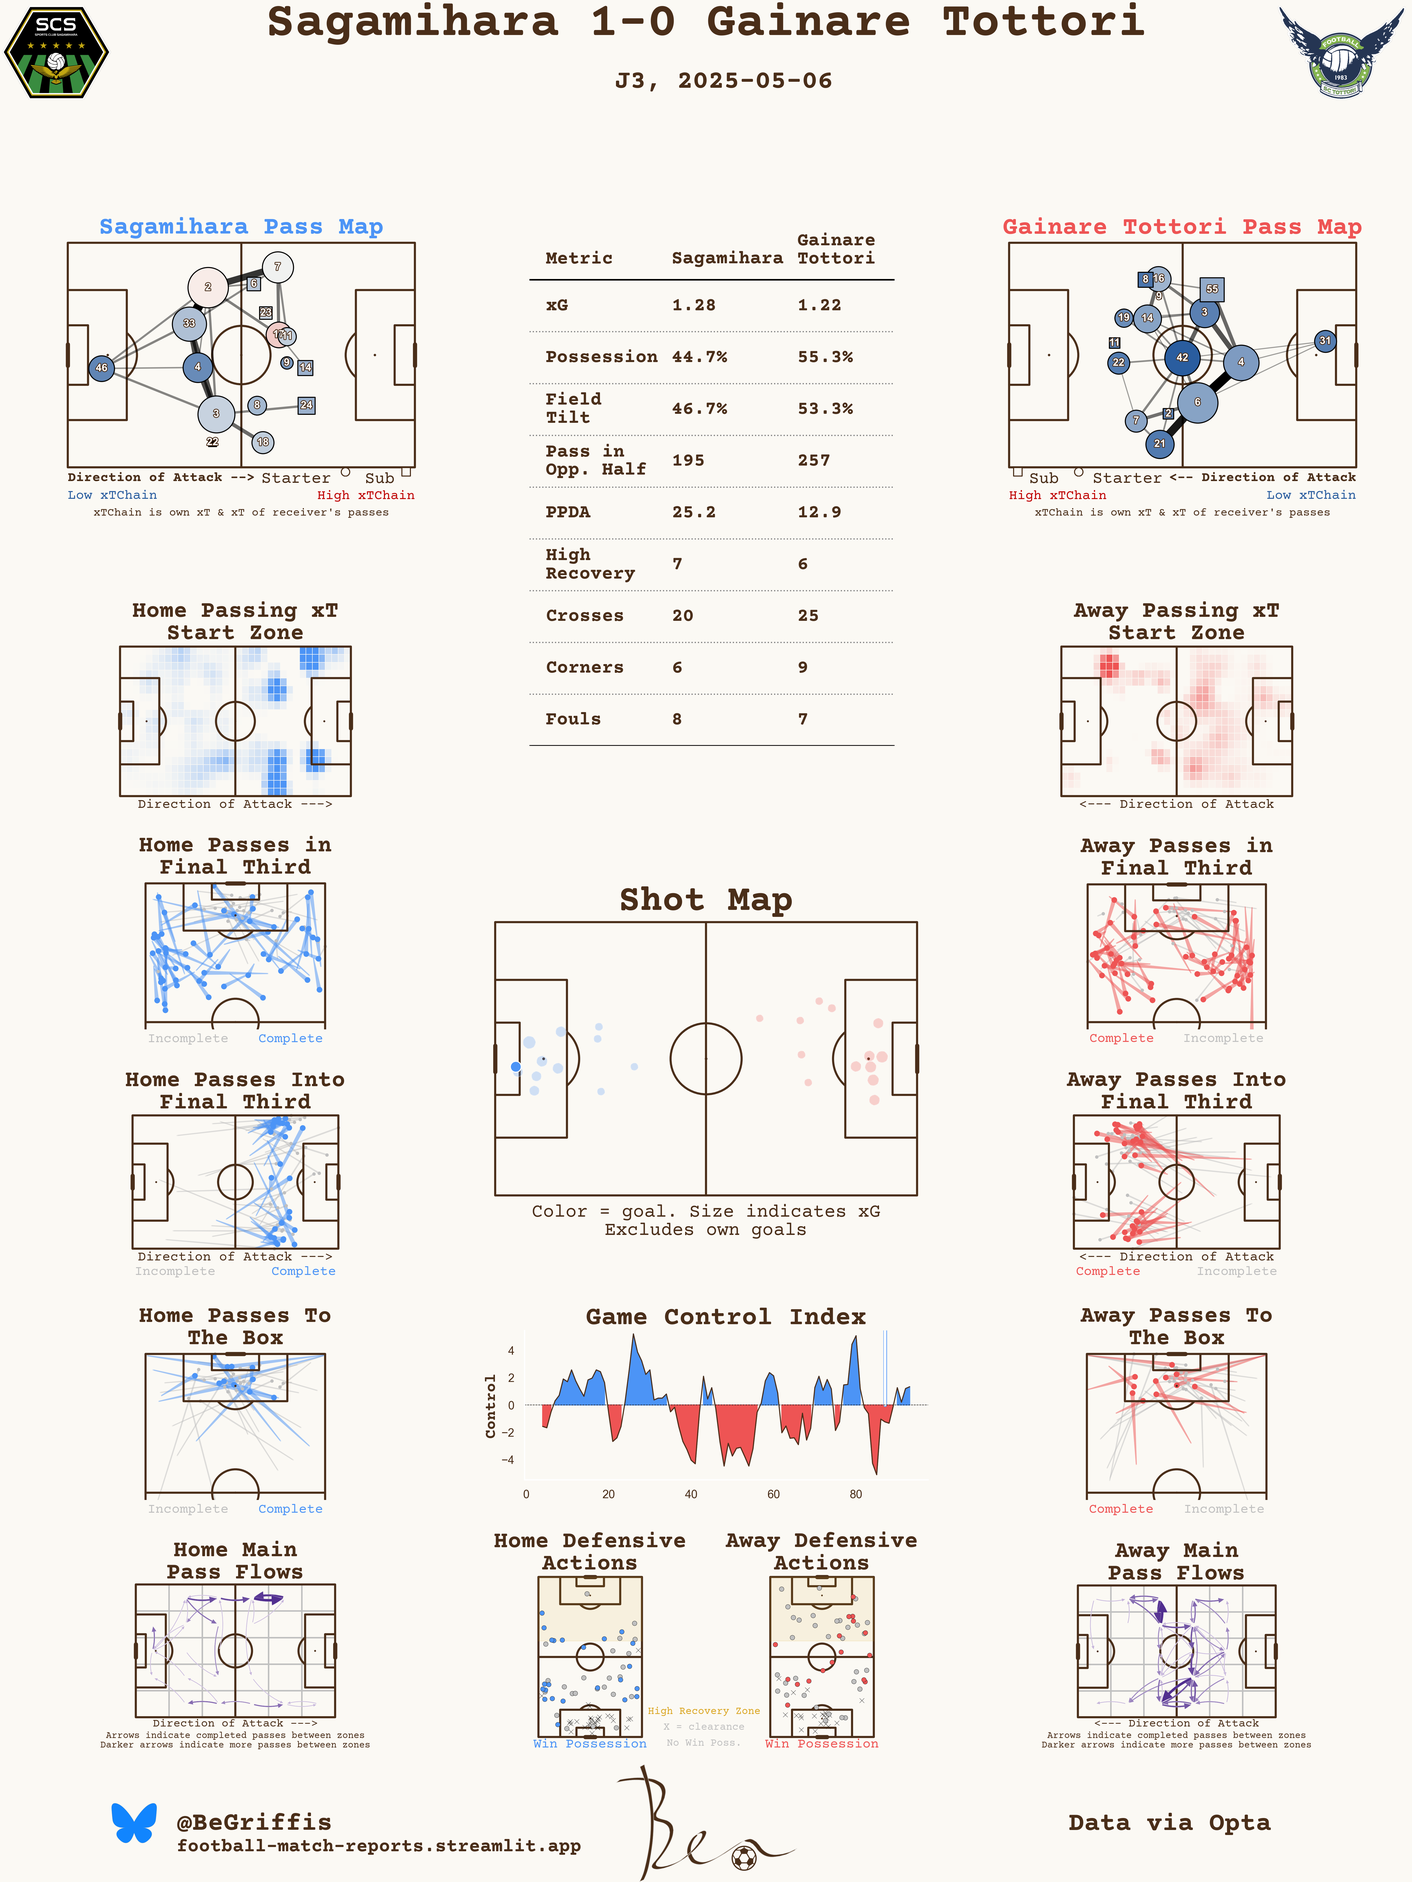 Sagamihara 1-0 Gainare Tottori
J3, 2025-05-06
SCS
SPORTS CLUB SAGAMIHARA
FOOTBALL
1983
S.C TOTTORI
Sagamihara Pass Map
7
2
6
23
33
11
9
14
46
4
3
8
24
22
18
Direction of Attack --> Starter Sub
Low xTChain High xTChain
xTChain is own xT & xT of receiver's passes
Metric Sagamihara Gainare Tottori
xG 1.28 1.22
Possession 44.7% 55.3%
Field Tilt 46.7% 53.3%
Pass in Opp. Half 195 257
PPDA 25.2 12.9
High Recovery 7 6
Crosses 20 25
Corners 6 9
Fouls 8 7
Gainare Tottori Pass Map
8 16
9
55
19 14
3
11
22
42
4
31
6
7
2
21
Sub Starter <-- Direction of Attack
High xTChain Low xTChain
xTChain is own xT & xT of receiver's passes
Home Passing xT
Start Zone
Direction of Attack --->
Away Passing xT
Start Zone
<--- Direction of Attack
Home Passes in
Final Third
Incomplete Complete
Away Passes in
Final Third
Complete Incomplete
Shot Map
Color = goal. Size indicates xG
Excludes own goals
Home Passes Into
Final Third
Direction of Attack --->
Incomplete Complete
Away Passes Into
Final Third
<--- Direction of Attack
Complete Incomplete
Home Passes To
The Box
Incomplete Complete
Game Control Index
Control
4
2
0
−2
−4
0 20 40 60 80
Away Passes To
The Box
Complete Incomplete
Home Main
Pass Flows
Direction of Attack --->
Arrows indicate completed passes between zones
Darker arrows indicate more passes between zones
Home Defensive
Actions
Win Possession
High Recovery Zone
X = clearance
No Win Poss.
Away Defensive
Actions
Win Possession
Away Main
Pass Flows
<--- Direction of Attack
Arrows indicate completed passes between zones
Darker arrows indicate more passes between zones
@BeGriffis
football-match-reports.streamlit.app
Ben
Data via Opta